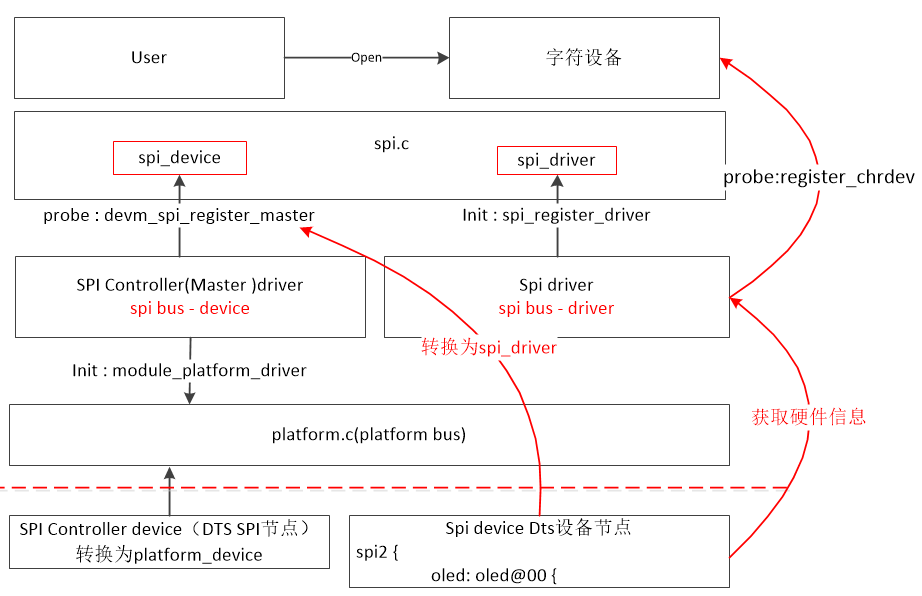 User
Open
字符设备
spi.c
spi_device
spi_driver
probe:register_chrdev
probe : devm_spi_register_master
Init : spi_register_driver
SPI Controller(Master )driver
spi bus - device
Spi driver
spi bus - driver
转换为spi_driver
Init : module_platform_driver
获取硬件信息
platform.c(platform bus)
SPI Controller device（DTS SPI节点）
转换为platform_device
Spi device Dts设备节点
spi2 {
oled: oled@00 {